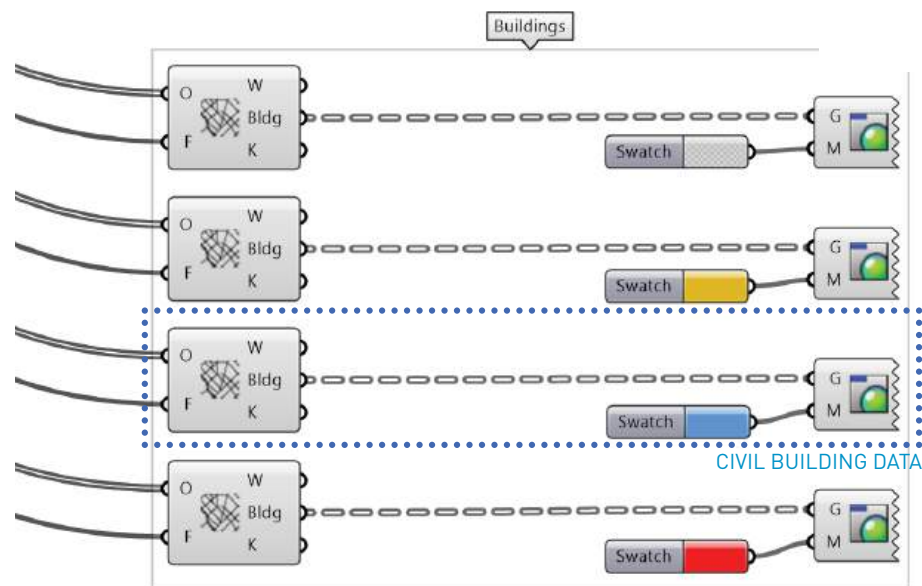 Buildings
O
F
W
Bldg
K
Swatch
G
M
O
F
W
Bldg
K
Swatch
G
M
O
F
W
Bldg
K
Swatch
G
M
CIVIL BUILDING DATA
O
F
W
Bldg
K
Swatch
G
M